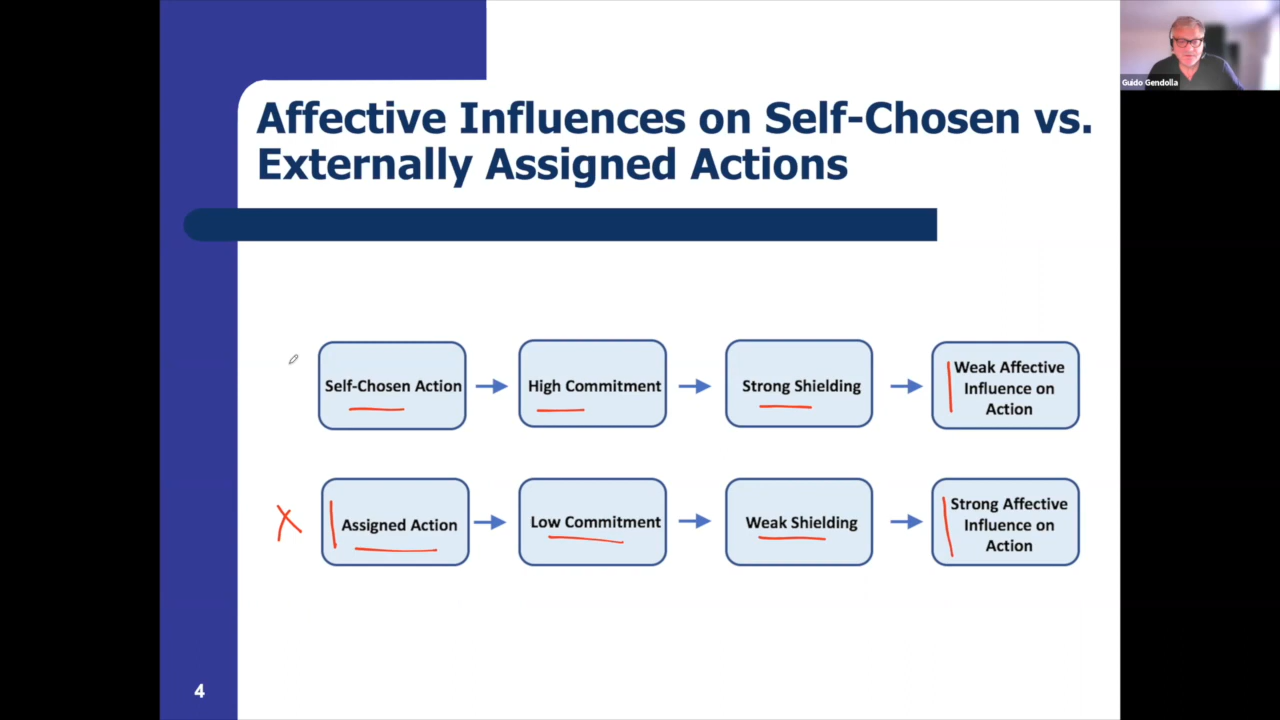 Guido Gendolla
Affective Influences on Self-Chosen vs.
Externally Assigned Actions
Self-Chosen Action
High Commitment
Strong Shielding
Weak Affective
Influence on
Action
X
Assigned Action
Low Commitment
Weak Shielding
Strong Affective
Influence on
Action
4